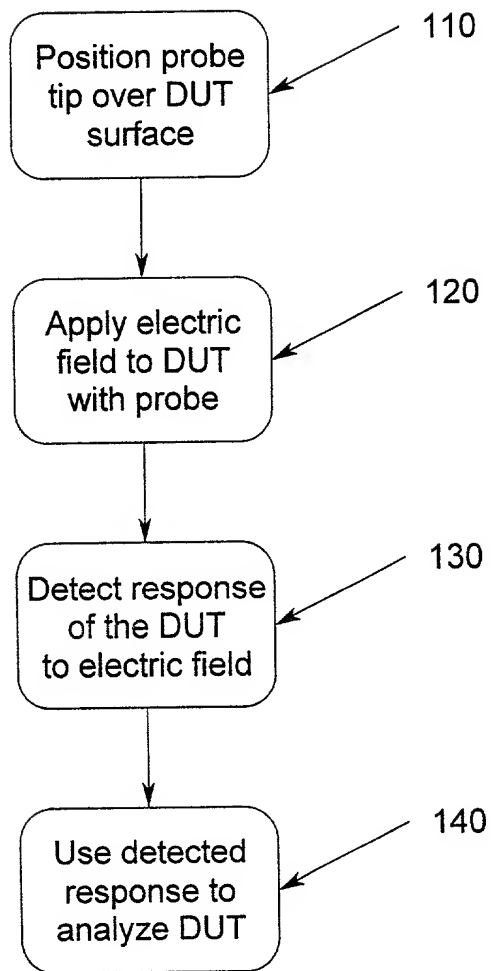 110
Position probe
tip over DUT
surface
120
Apply electric
field to DUT
with probe
130
Detect response
of the DUT
to electric field
140
Use detected
response to
analyze DUT